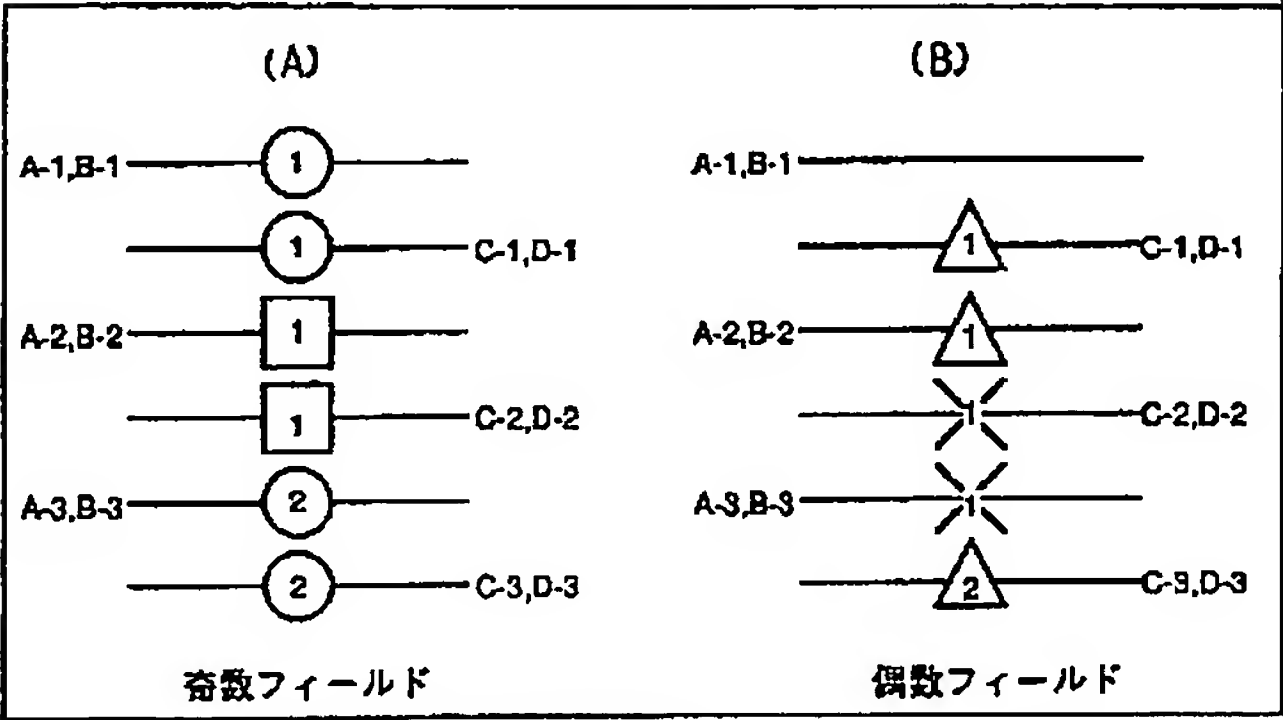 (A)
A-1,B-1 1
1 C-1,D-1
A-2,B-2 1
1 C-2,D-2
A-3,B-3 2
2 C-3,D-3
奇数フィールド
(B)
A-1,B-1
1 C-1,D-1
1 A-2,B-2
1 C-2,D-2
A-3,B-3 1
2 C-3,D-3
偶数フィールド